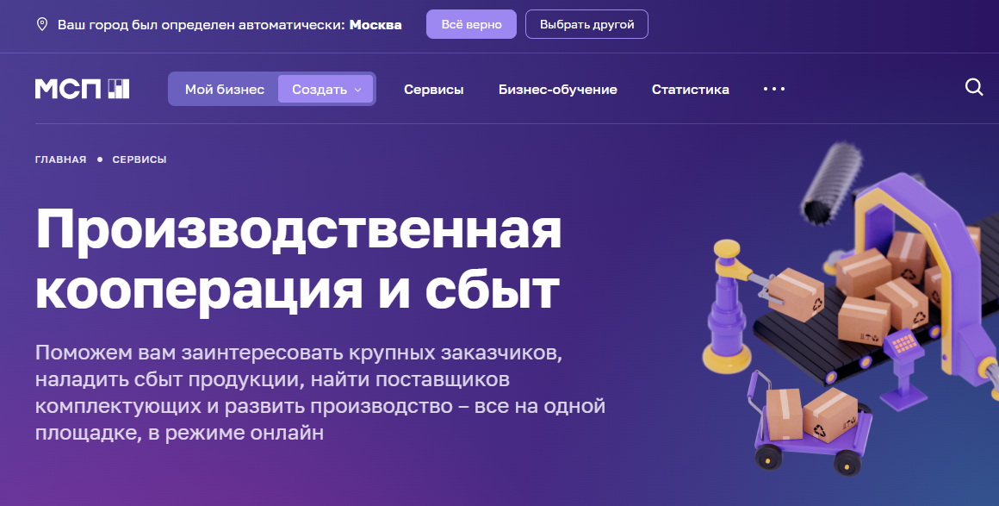 Ваш город был определен автоматически: Москва
Всё верно
Выбрать другой
МСП
Мой бизнес
Создать
Сервисы
Бизнес-обучение
Статистика
ГЛАВНАЯ
СЕРВИСЫ
Производственная
кооперация и сбыт
Поможем вам заинтересовать крупных заказчиков,
наладить сбыт продукции, найти поставщиков
комплектующих и развить производство – все на одной
площадке, в режиме онлайн